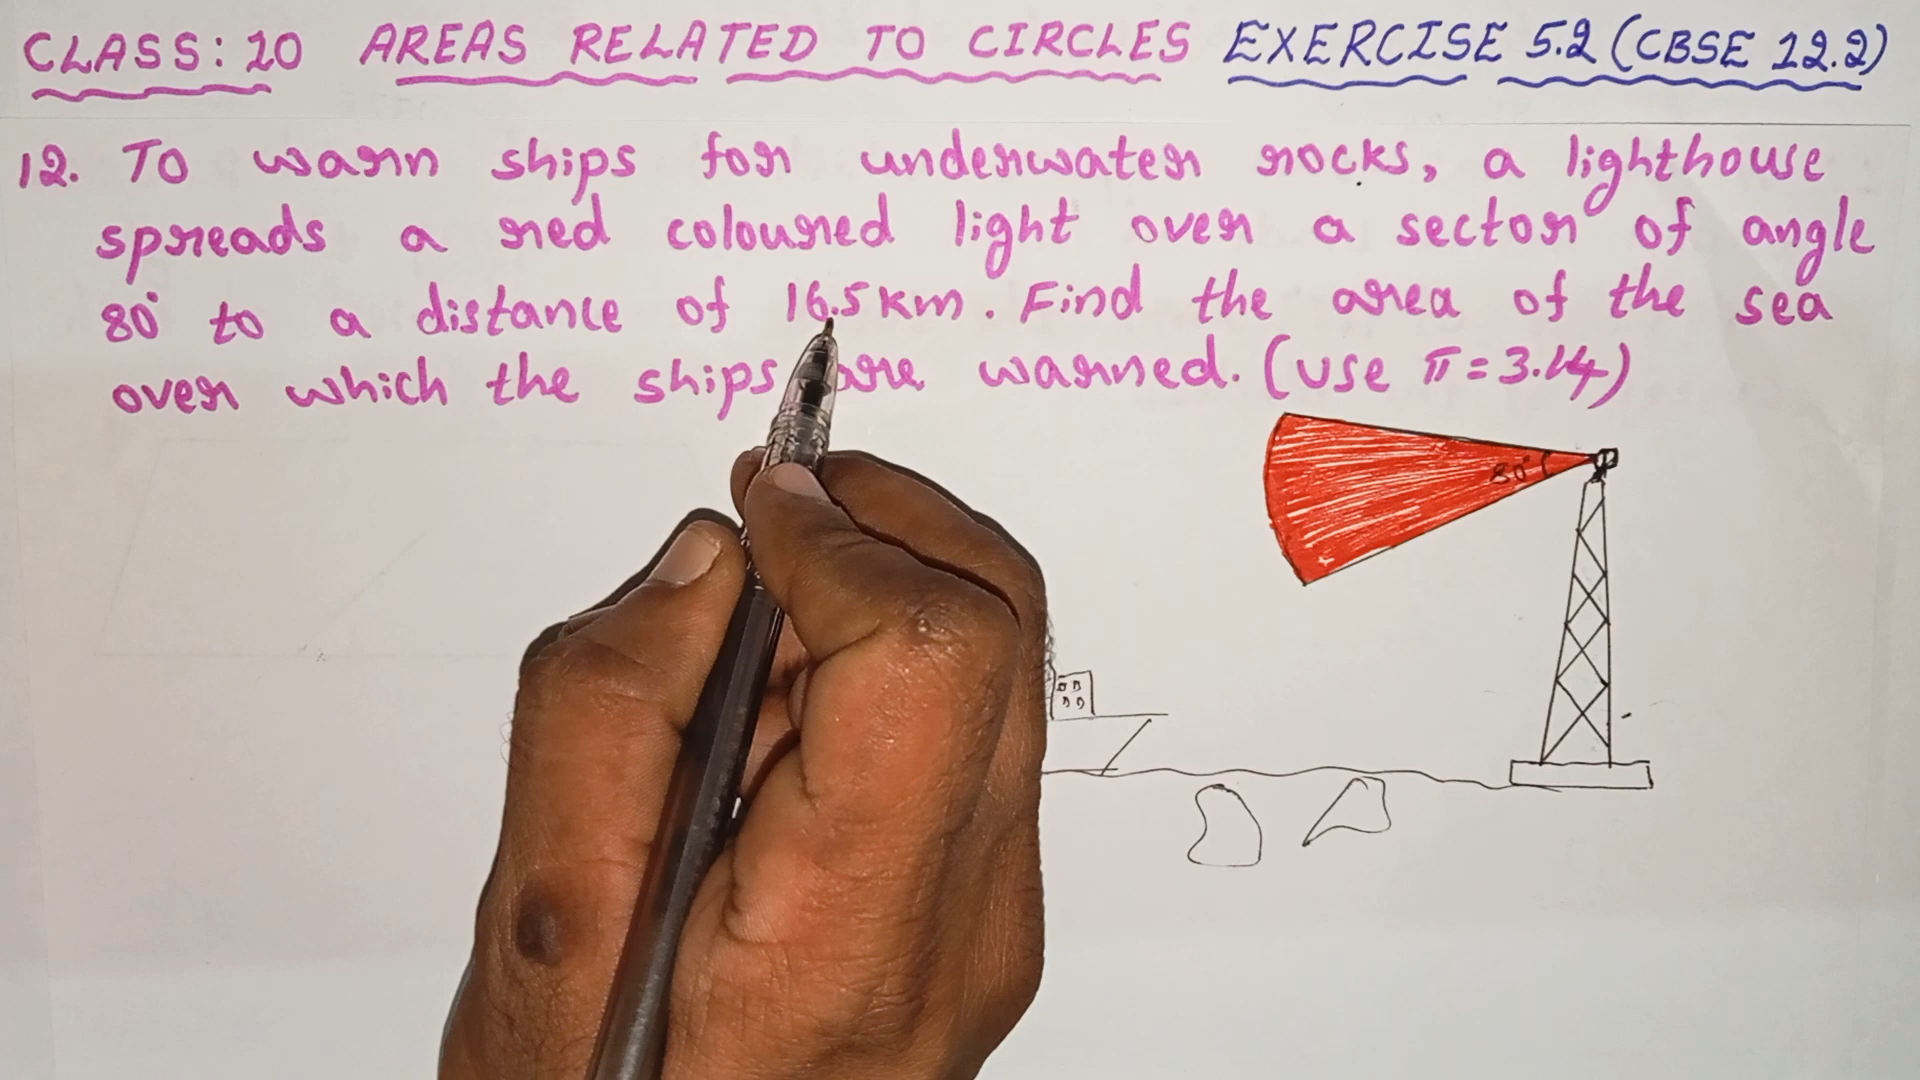 CLASS: 10 AREAS RELATED TO CIRCLES EXERCISE 5.2 (CBSE 12.2)
12. To warn ships for underwater rocks, a lighthouse
spreads a red coloured light over a sector of angle
80° to a distance of 16.5 km. Find the area of the sea
over which the ships are warned. (Use π = 3.14)
80°